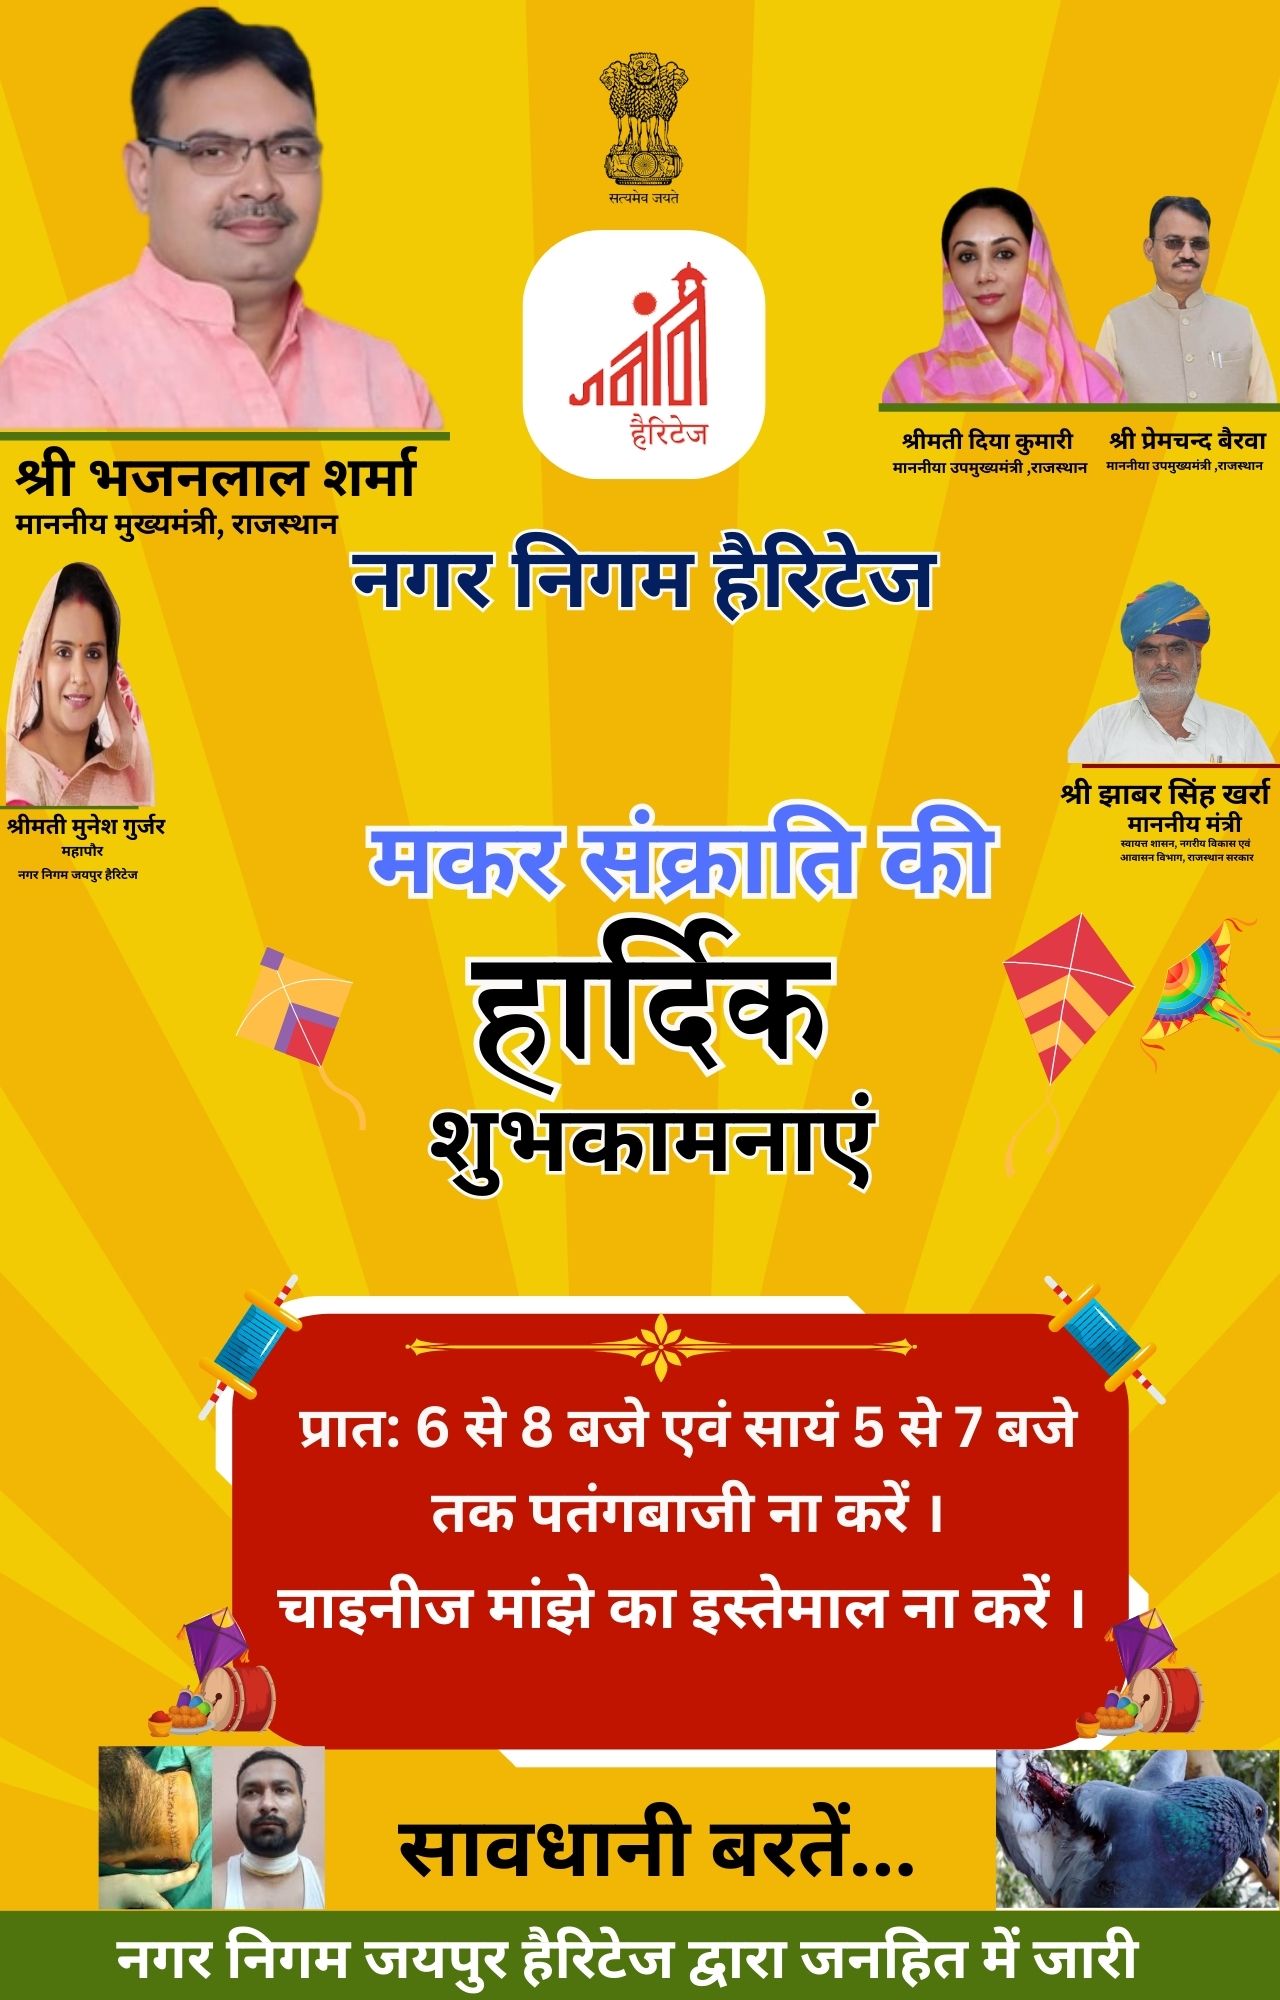 सत्यमेव जयते
हैरिटेज
श्री भजनलाल शर्मा
माननीय मुख्यमंत्री, राजस्थान
श्रीमती दिया कुमारी
माननीया उपमुख्यमंत्री ,राजस्थान
श्री प्रेमचन्द बैरवा
माननीया उपमुख्यमंत्री ,राजस्थान
नगर निगम हैरिटेज
श्रीमती मुनेश गुर्जर
महापौर
नगर निगम जयपुर हैरिटेज
श्री झाबर सिंह खर्रा
माननीय मंत्री
स्वायत्त शासन, नगरीय विकास एवं
आवासन विभाग, राजस्थान सरकार
मकर संक्राति की
हार्दिक
शुभकामनाएं
प्रात: 6 से 8 बजे एवं सायं 5 से 7 बजे
तक पतंगबाजी ना करें ।
चाइनीज मांझे का इस्तेमाल ना करें ।
सावधानी बरतें...
नगर निगम जयपुर हैरिटेज द्वारा जनहित में जारी